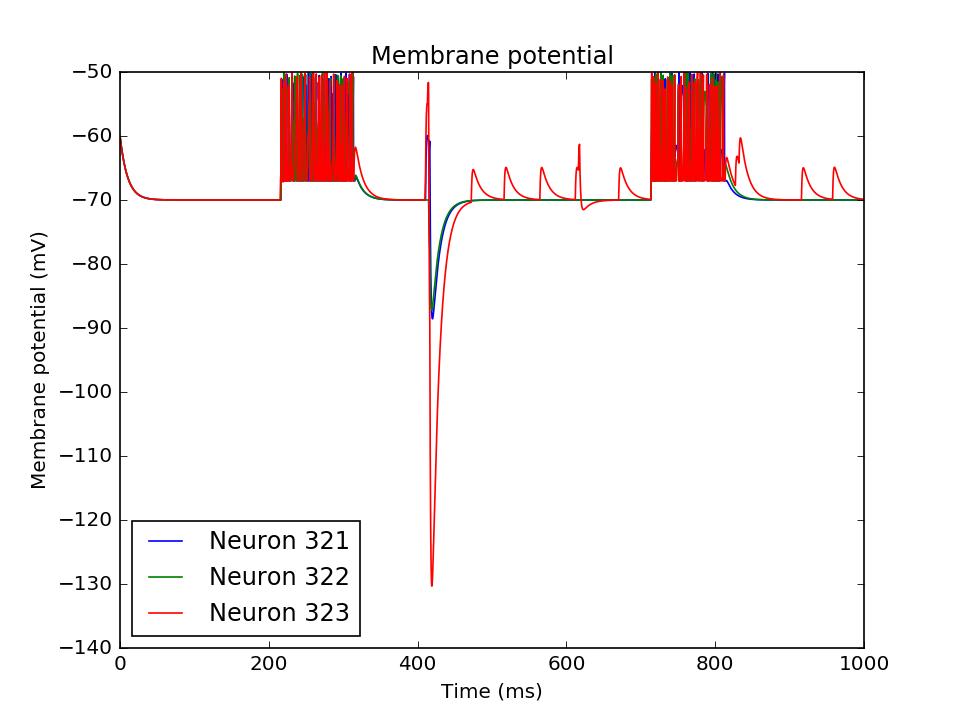 Membrane potential
−50
−60
−70
−80
−90
−100
−110
−120
−130
−140
Membrane potential (mV)
Neuron 321
Neuron 322
Neuron 323
0 200 400 600 800 1000
Time (ms)